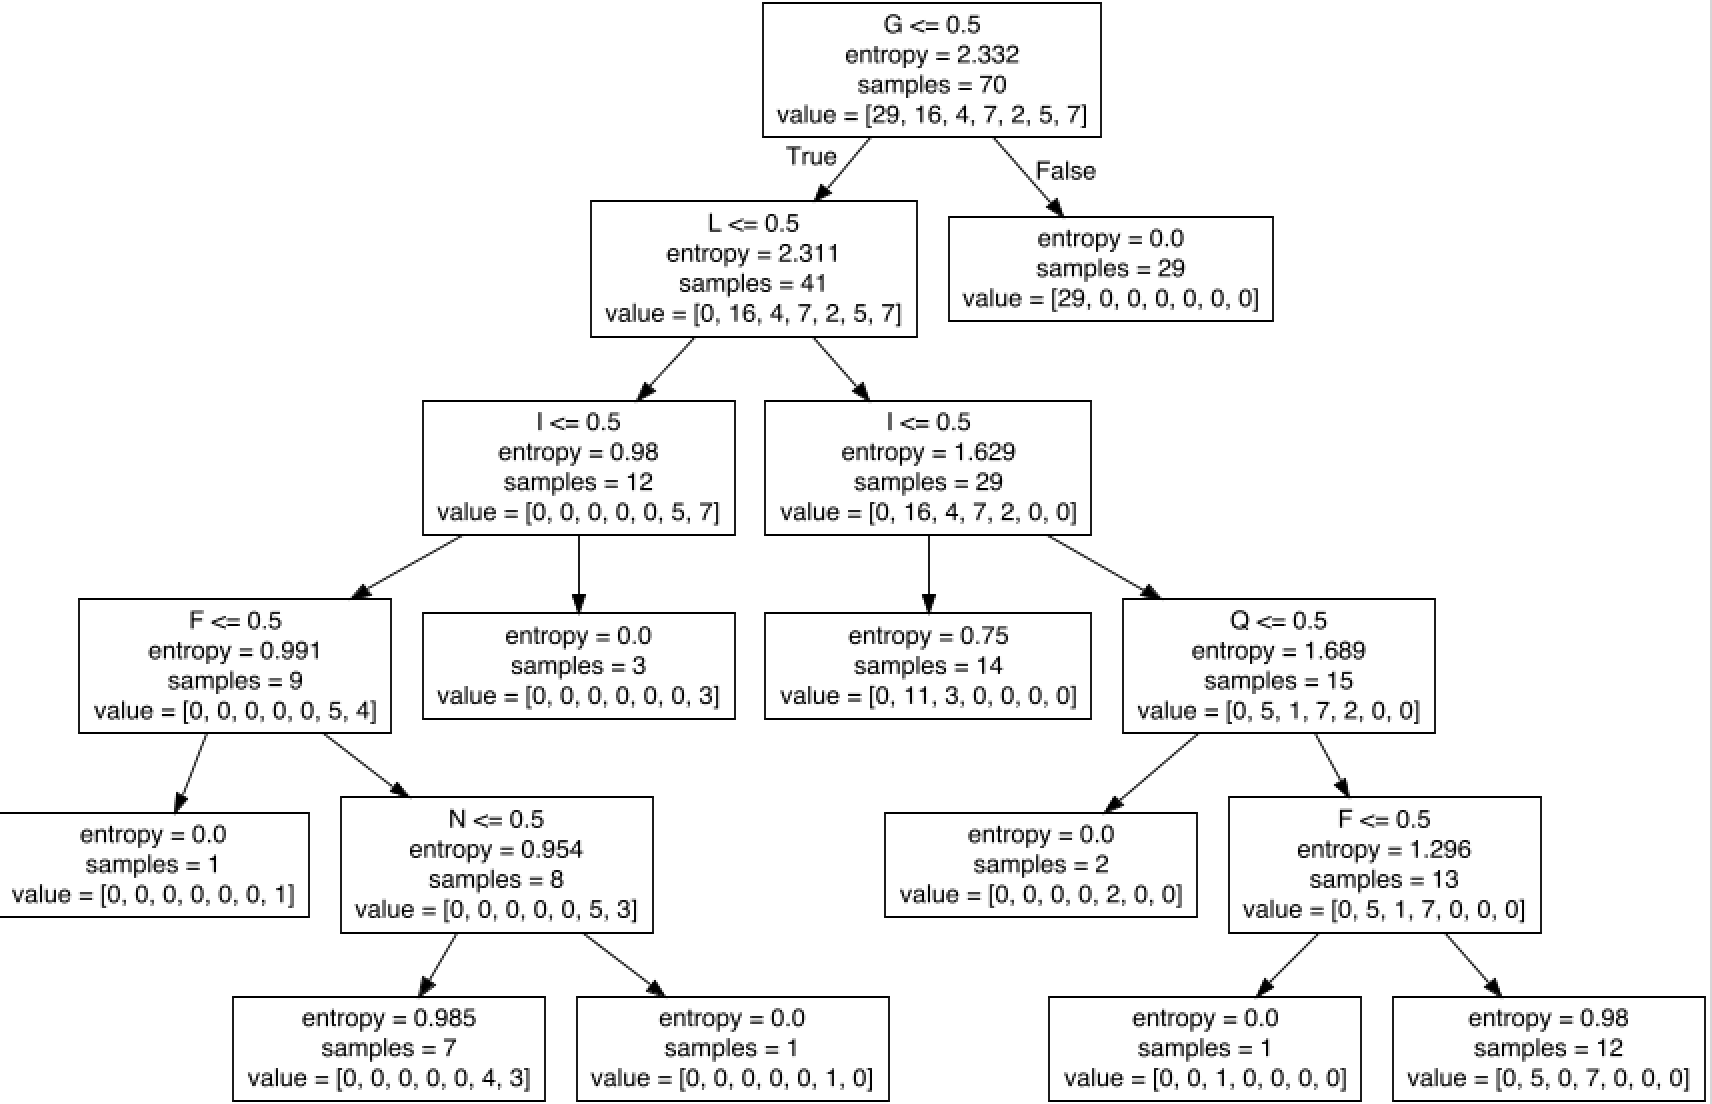 G <= 0.5
entropy = 2.332
samples = 70
value = [29, 16, 4, 7, 2, 5, 7]
True
False
L <= 0.5
entropy = 2.311
samples = 41
value = [0, 16, 4, 7, 2, 5, 7]
entropy = 0.0
samples = 29
value = [29, 0, 0, 0, 0, 0, 0]
I <= 0.5
entropy = 0.98
samples = 12
value = [0, 0, 0, 0, 0, 5, 7]
I <= 0.5
entropy = 1.629
samples = 29
value = [0, 16, 4, 7, 2, 0, 0]
F <= 0.5
entropy = 0.991
samples = 9
value = [0, 0, 0, 0, 0, 5, 4]
entropy = 0.0
samples = 3
value = [0, 0, 0, 0, 0, 0, 3]
entropy = 0.75
samples = 14
value = [0, 11, 3, 0, 0, 0, 0]
Q <= 0.5
entropy = 1.689
samples = 15
value = [0, 5, 1, 7, 2, 0, 0]
entropy = 0.0
samples = 1
value = [0, 0, 0, 0, 0, 0, 1]
N <= 0.5
entropy = 0.954
samples = 8
value = [0, 0, 0, 0, 0, 5, 3]
entropy = 0.0
samples = 2
value = [0, 0, 0, 0, 2, 0, 0]
F <= 0.5
entropy = 1.296
samples = 13
value = [0, 5, 1, 7, 0, 0, 0]
entropy = 0.985
samples = 7
value = [0, 0, 0, 0, 0, 4, 3]
entropy = 0.0
samples = 1
value = [0, 0, 0, 0, 0, 1, 0]
entropy = 0.0
samples = 1
value = [0, 0, 1, 0, 0, 0, 0]
entropy = 0.98
samples = 12
value = [0, 5, 0, 7, 0, 0, 0]